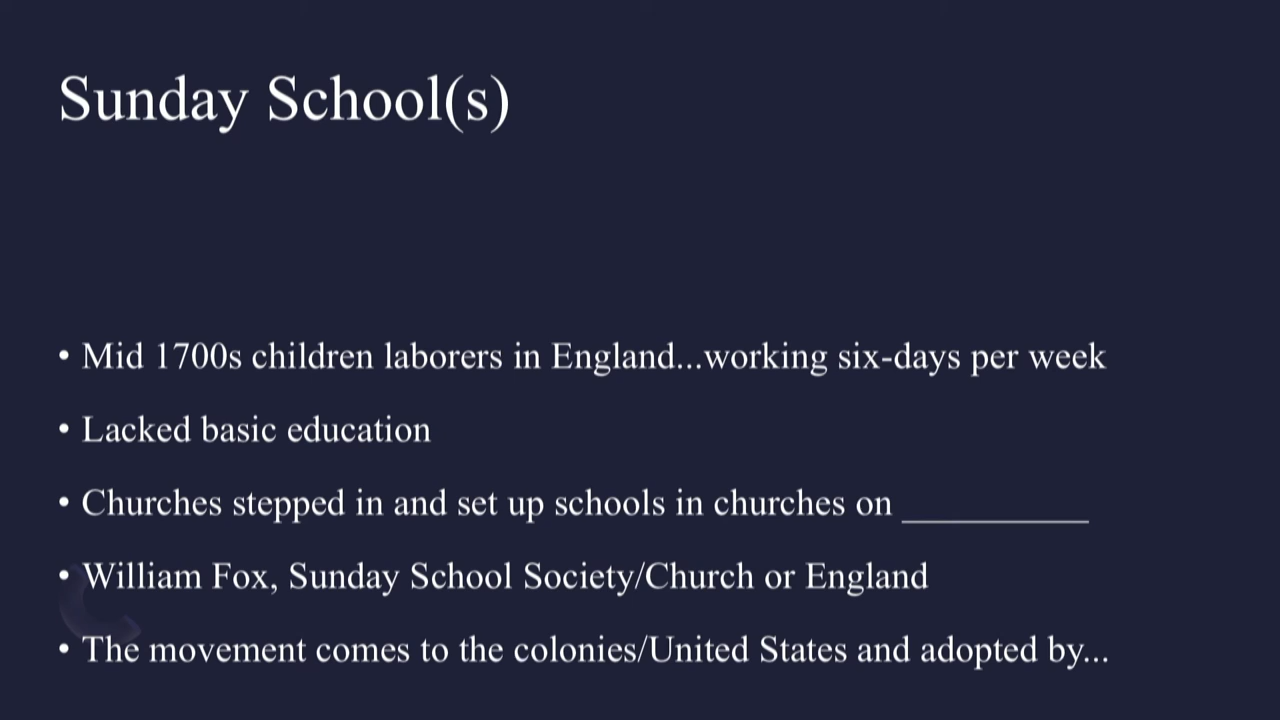 Sunday School(s)
• Mid 1700s children laborers in England...working six-days per week
• Lacked basic education
• Churches stepped in and set up schools in churches on __________
• William Fox, Sunday School Society/Church or England
• The movement comes to the colonies/United States and adopted by...